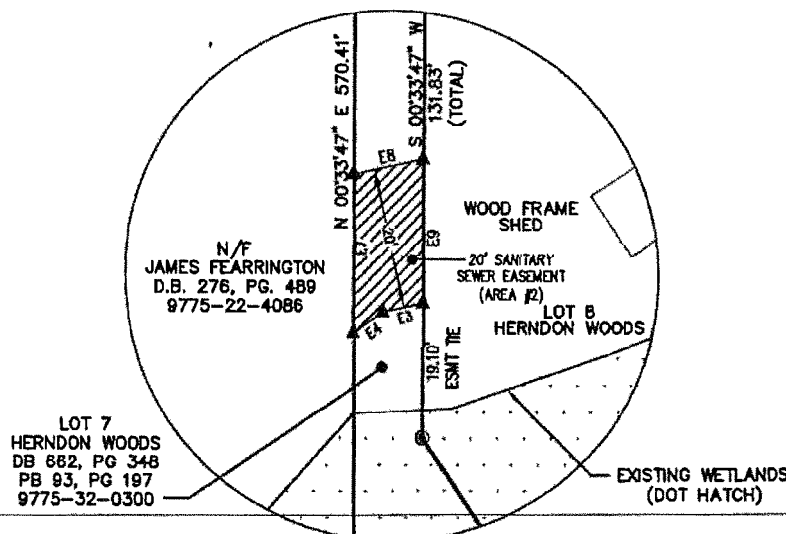 N 00°33'47" E 570.41'
S 00°33'47" W
131.83'
(TOTAL)
E8
WOOD FRAME
SHED
N/F
JAMES FEARRINGTON
D.B. 276, PG. 489
9775-22-4086
E7
20'
E9
20' SANITARY
SEWER EASEMENT
(AREA #2)
LOT 8
HERNDON WOODS
E4
E3
19.10'
ESMT TIE
LOT 7
HERNDON WOODS
DB 662, PG 348
PB 93, PG 197
9775-32-0300
EXISTING WETLANDS
(DOT HATCH)